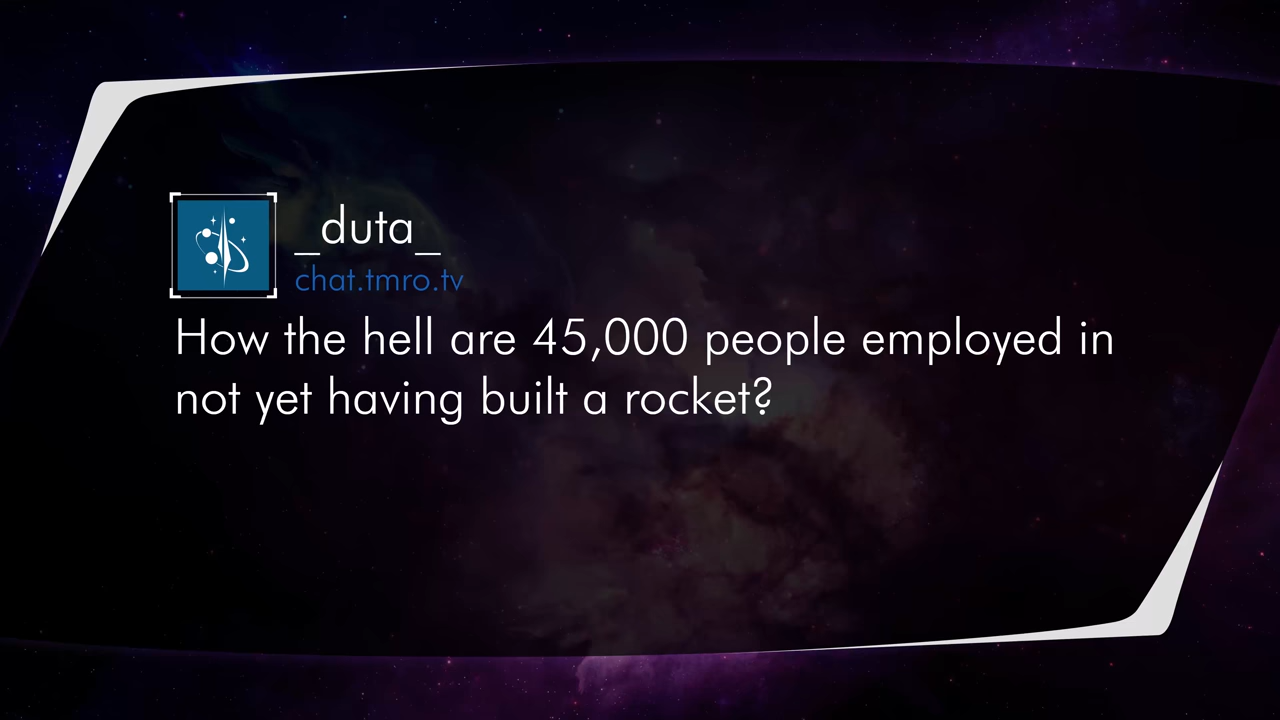 _duta_
chat.tmro.tv
How the hell are 45,000 people employed in
not yet having built a rocket?